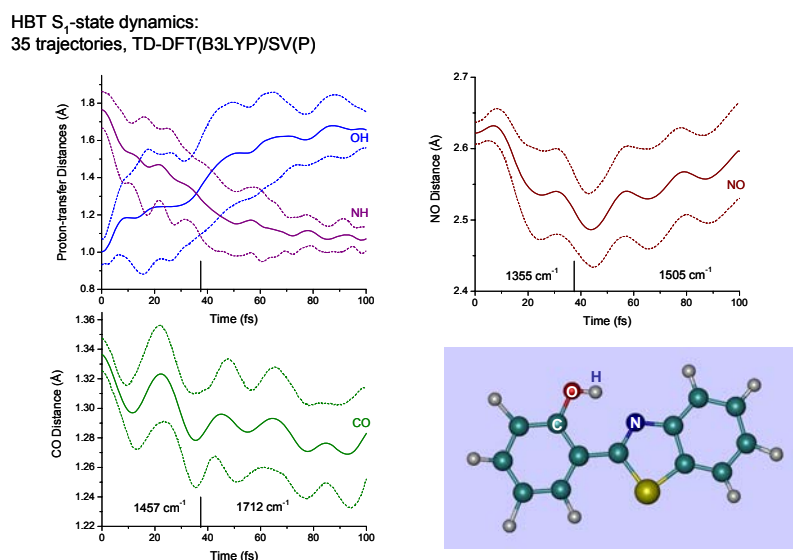 HBT S1-state dynamics:
35 trajectories, TD-DFT(B3LYP)/SV(P)
Proton-transfer Distances (Å)
1.8
1.6
1.4
1.2
1.0
0.8
OH
NH
0 20 40 60 80 100
Time (fs)
NO Distance (Å)
2.7
2.6
2.5
2.4
NO
1355 cm-1 1505 cm-1
0 20 40 60 80 100
Time (fs)
CO Distance (Å)
1.36
1.34
1.32
1.30
1.28
1.26
1.24
1.22
CO
1457 cm-1 1712 cm-1
0 20 40 60 80 100
Time (fs)
H
O
C
N